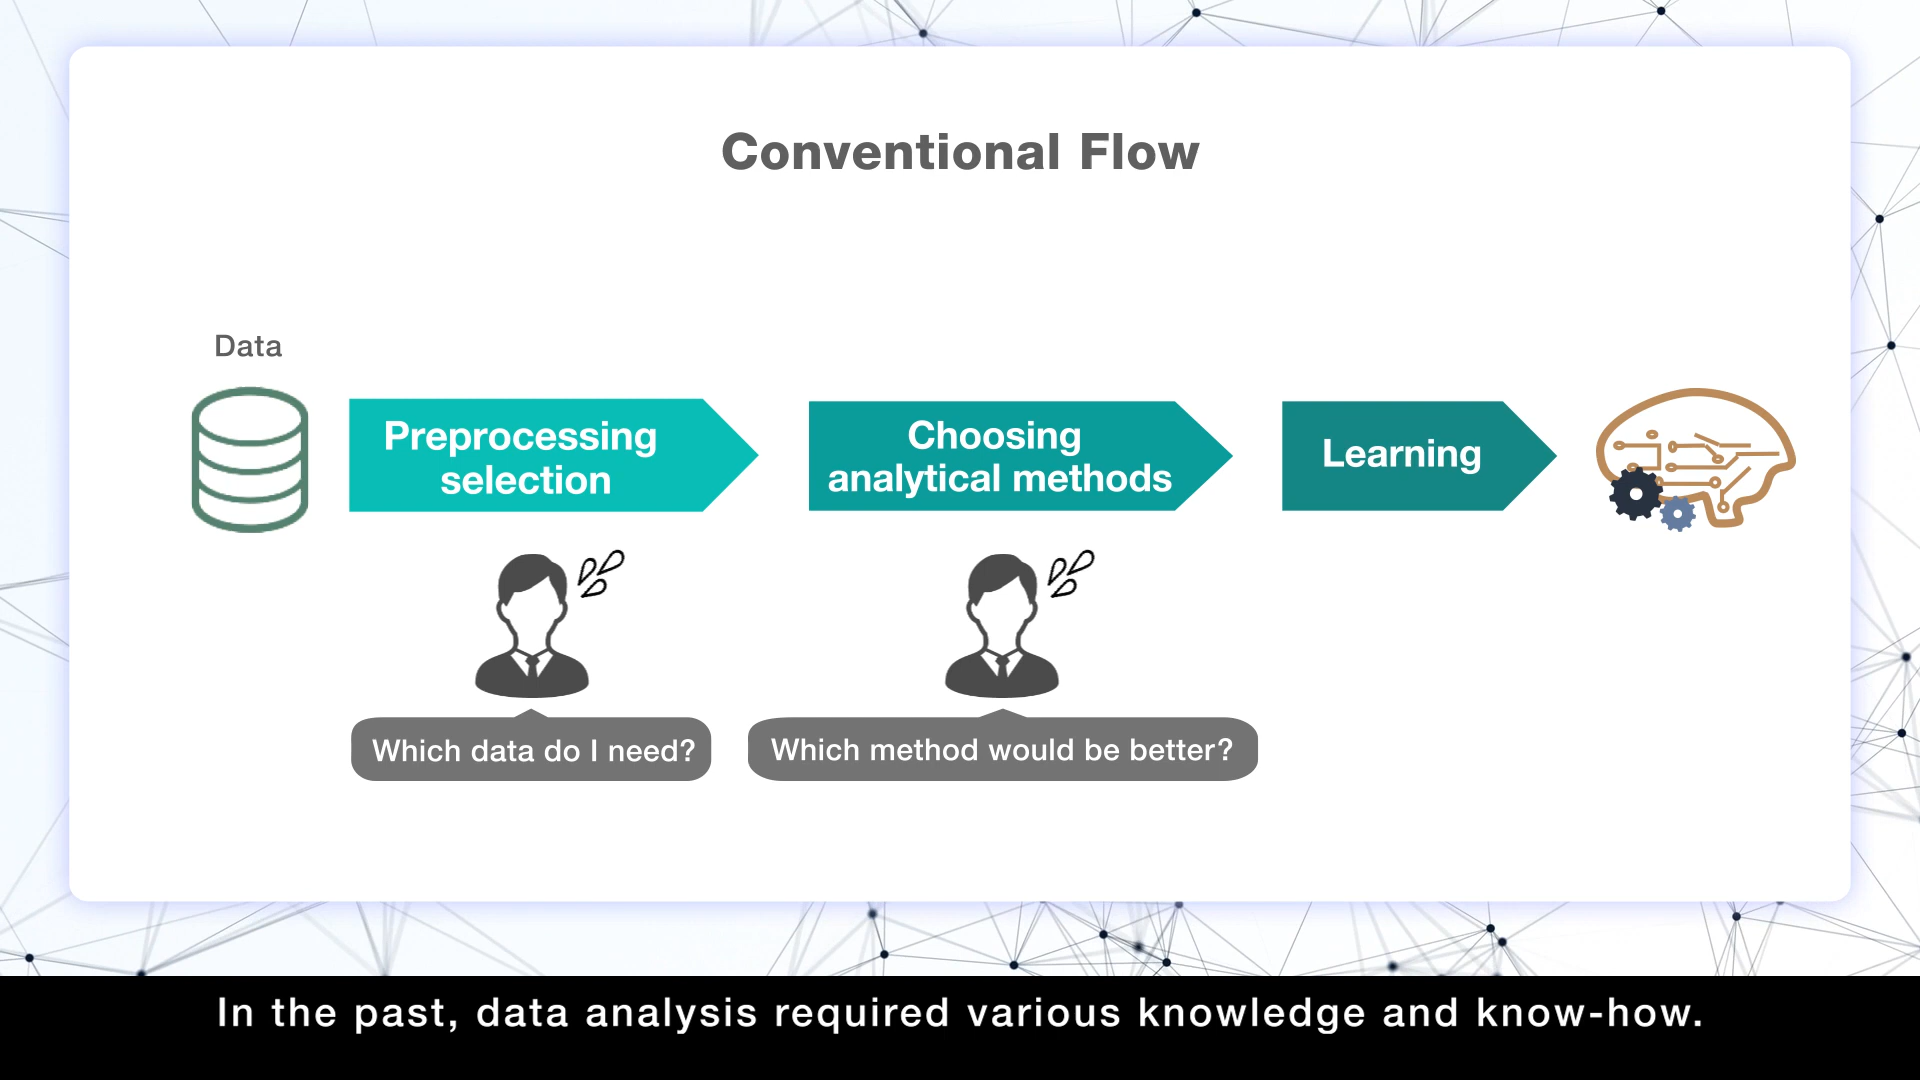 Conventional Flow
Data
Preprocessing
selection
Choosing
analytical methods
Learning
Which data do I need?
Which method would be better?
In the past, data analysis required various knowledge and know-how.